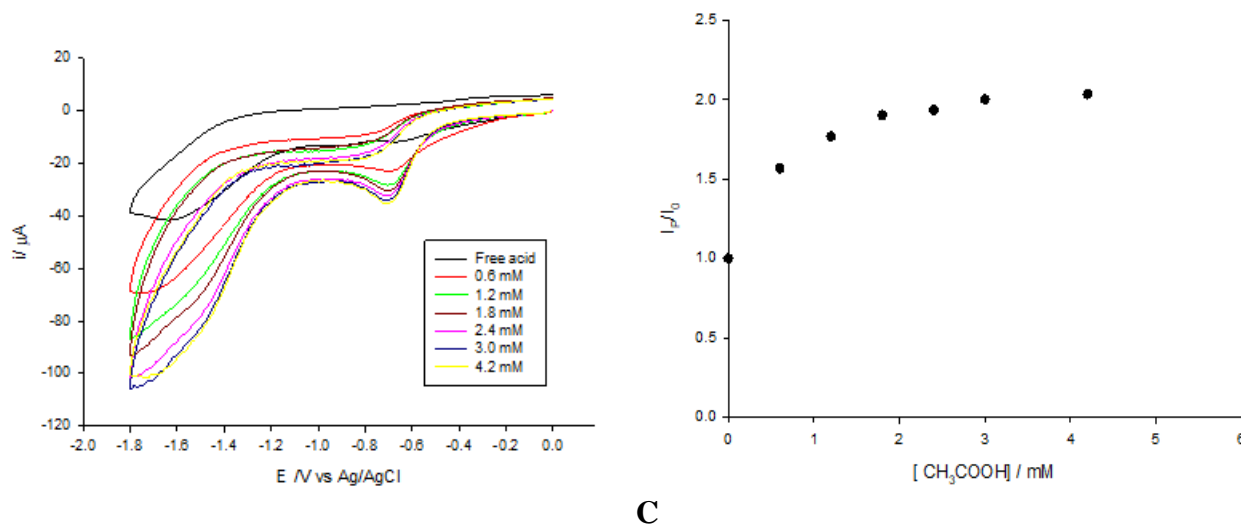 20
0
-20
-40
-60
-80
-100
-120
i/ μA
-2.0 -1.8 -1.6 -1.4 -1.2 -1.0 -0.8 -0.6 -0.4 -0.2 0.0
E /V vs Ag/AgCl
Free acid
0.6 mM
1.2 mM
1.8 mM
2.4 mM
3.0 mM
4.2 mM
2.5
2.0
1.5
1.0
0.5
0.0
I_P/I_0
0 1 2 3 4 5 6
[ CH₃COOH] / mM
C